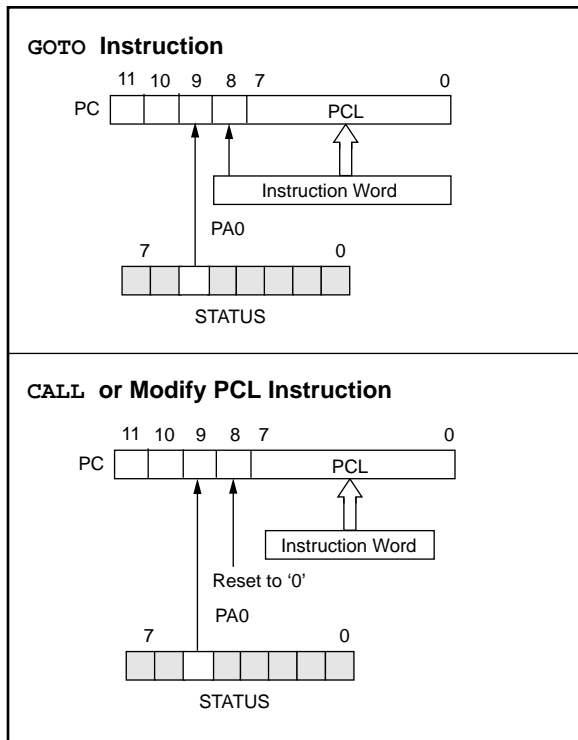 GOTO Instruction
11 10 9 8 7 0
PC PCL
Instruction Word
PA0
7 0
STATUS
CALL or Modify PCL Instruction
11 10 9 8 7 0
PC PCL
Instruction Word
Reset to ‘0’
PA0
7 0
STATUS